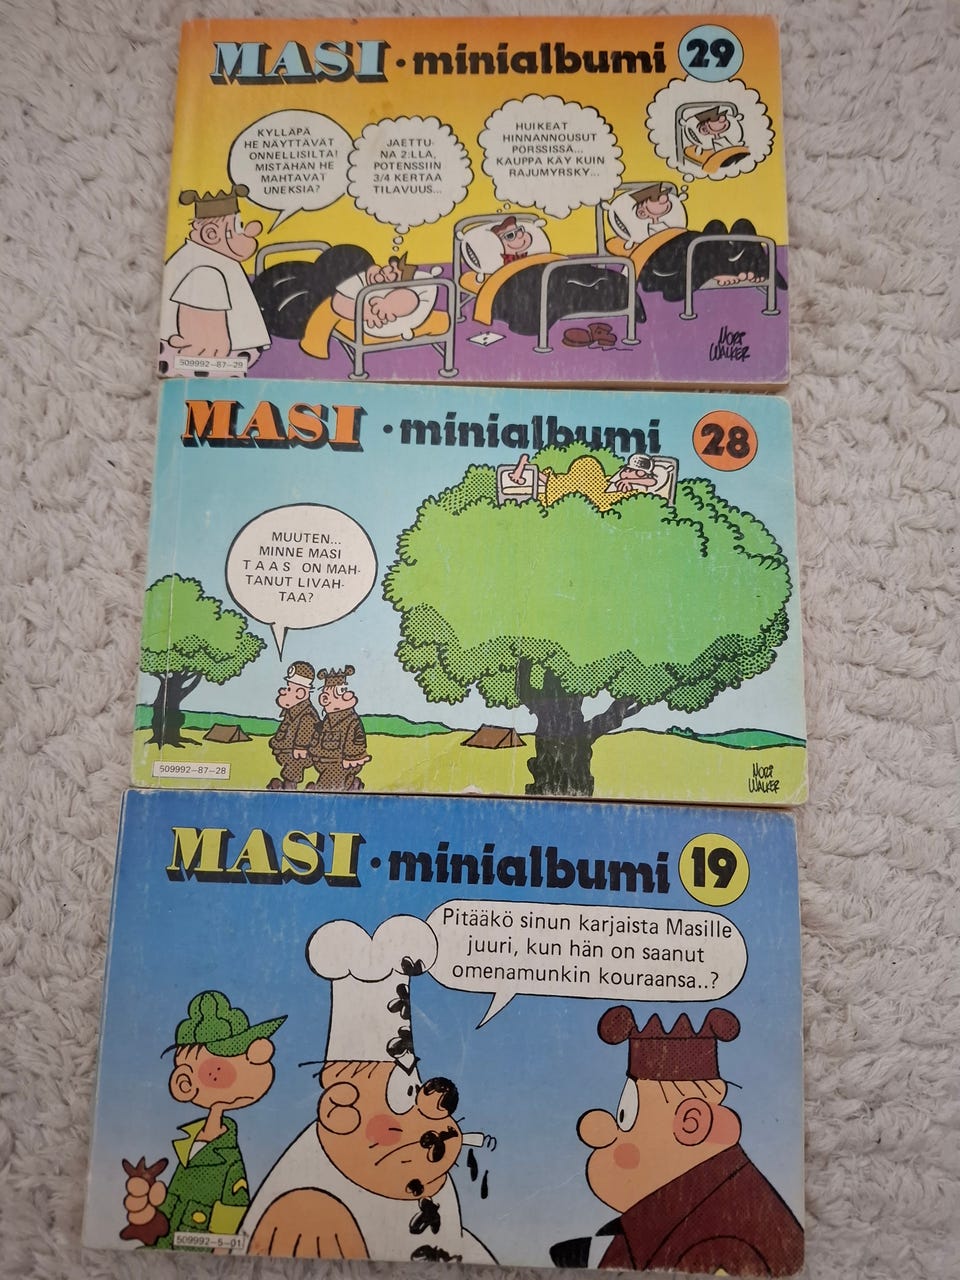 MASI • minialbumi 29
KYLLÄPÄ
HE NÄYTTÄVÄT
ONNELLISILTA!
MISTÄHÄN HE
MAHTAVAT
UNEKSIA?
JAETTU-
NA 2:LLA,
POTENSSIIN
3/4 KERTAA
TILAVUUS...
HUIKEAT
HINNANNOUSUT
PÖRSSISSÄ...
KAUPPA KÄY KUIN
RAJUMYRSKY...
MORT
WALKER
509992-87-29
MASI • minialbumi 28
MUUTEN...
MINNE MASI
TAAS ON MAH-
TANUT LIVAH-
TAA?
509992-87-28
MORT
WALKER
MASI • minialbumi 19
Pitääkö sinun karjaista Masille
juuri, kun hän on saanut
omenamunkin kouraansa..?
509992-5-01